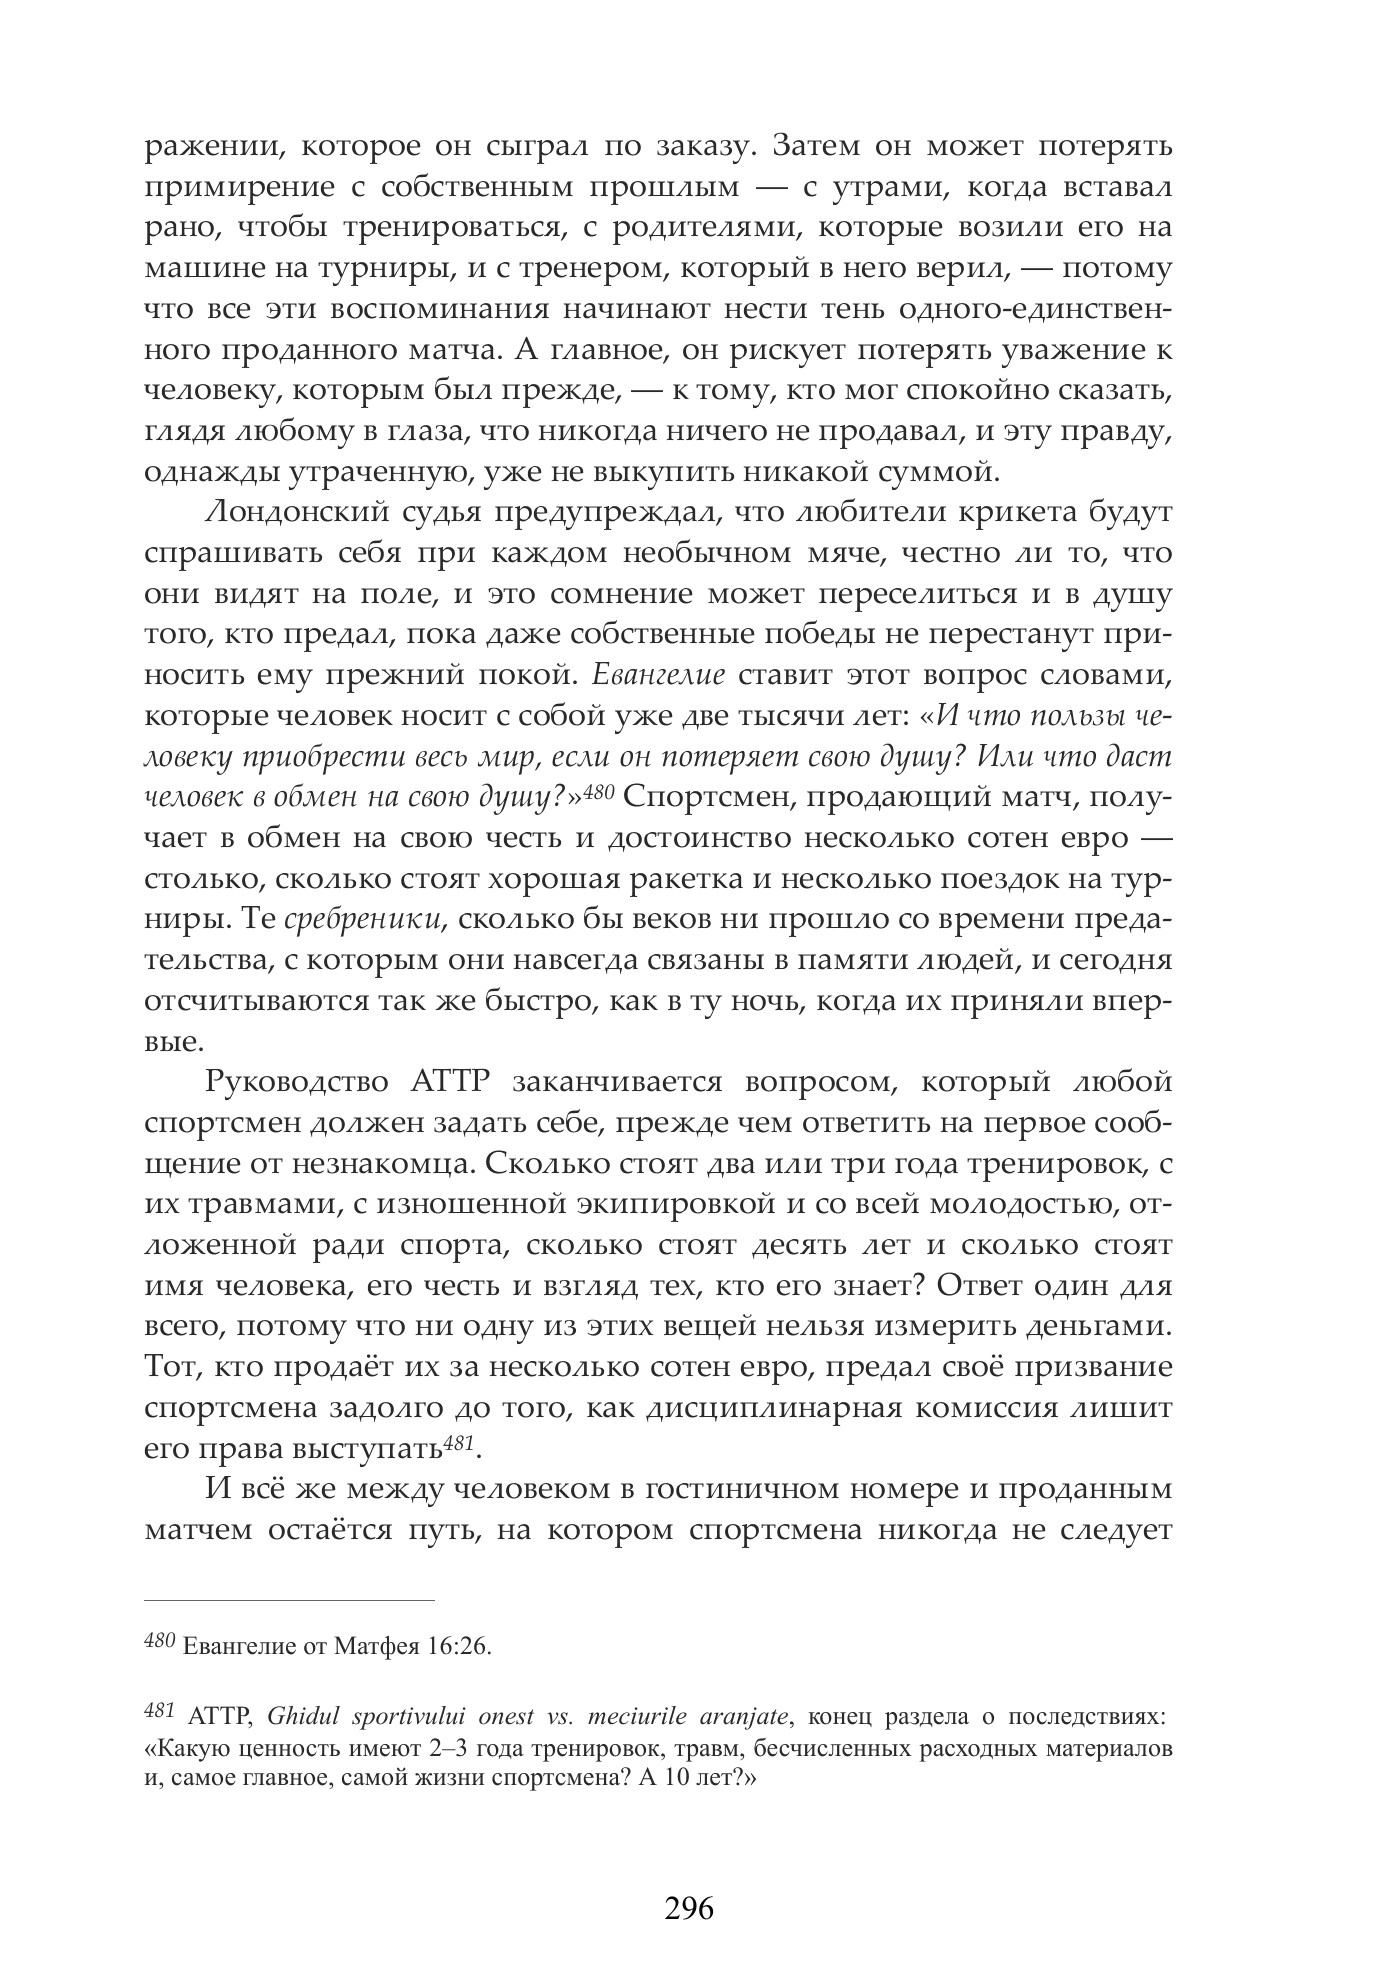 ражении, которое он сыграл по заказу. Затем он может потерять
примирение с собственным прошлым — с утрами, когда вставал
рано, чтобы тренироваться, с родителями, которые возили его на
машине на турниры, и с тренером, который в него верил, — потому
что все эти воспоминания начинают нести тень одного-единствен-
ного проданного матча. А главное, он рискует потерять уважение к
человеку, которым был прежде, — к тому, кто мог спокойно сказать,
глядя любому в глаза, что никогда ничего не продавал, и эту правду,
однажды утраченную, уже не выкупить никакой суммой.
Лондонский судья предупреждал, что любители крикета будут
спрашивать себя при каждом необычном мяче, честно ли то, что
они видят на поле, и это сомнение может переселиться и в душу
того, кто предал, пока даже собственные победы не перестанут при-
носить ему прежний покой. Евангелие ставит этот вопрос словами,
которые человек носит с собой уже две тысячи лет: «И что пользы че-
ловеку приобрести весь мир, если он потеряет свою душу? Или что даст
человек в обмен на свою душу?»480 Спортсмен, продающий матч, полу-
чает в обмен на свою честь и достоинство несколько сотен евро —
столько, сколько стоят хорошая ракетка и несколько поездок на тур-
ниры. Те сребреники, сколько бы веков ни прошло со времени преда-
тельства, с которым они навсегда связаны в памяти людей, и сегодня
отсчитываются так же быстро, как в ту ночь, когда их приняли впер-
вые.
Руководство АТТР заканчивается вопросом, который любой
спортсмен должен задать себе, прежде чем ответить на первое сооб-
щение от незнакомца. Сколько стоят два или три года тренировок, с
их травмами, с изношенной экипировкой и со всей молодостью, от-
ложенной ради спорта, сколько стоят десять лет и сколько стоят
имя человека, его честь и взгляд тех, кто его знает? Ответ один для
всего, потому что ни одну из этих вещей нельзя измерить деньгами.
Тот, кто продаёт их за несколько сотен евро, предал своё призвание
спортсмена задолго до того, как дисциплинарная комиссия лишит
его права выступать481.
И всё же между человеком в гостиничном номере и проданным
матчем остаётся путь, на котором спортсмена никогда не следует
480 Евангелие от Матфея 16:26.
481 АТТР, Ghidul sportivului onest vs. meciurile aranjate, конец раздела о последствиях:
«Какую ценность имеют 2–3 года тренировок, травм, бесчисленных расходных материалов
и, самое главное, самой жизни спортсмена? А 10 лет?»
296